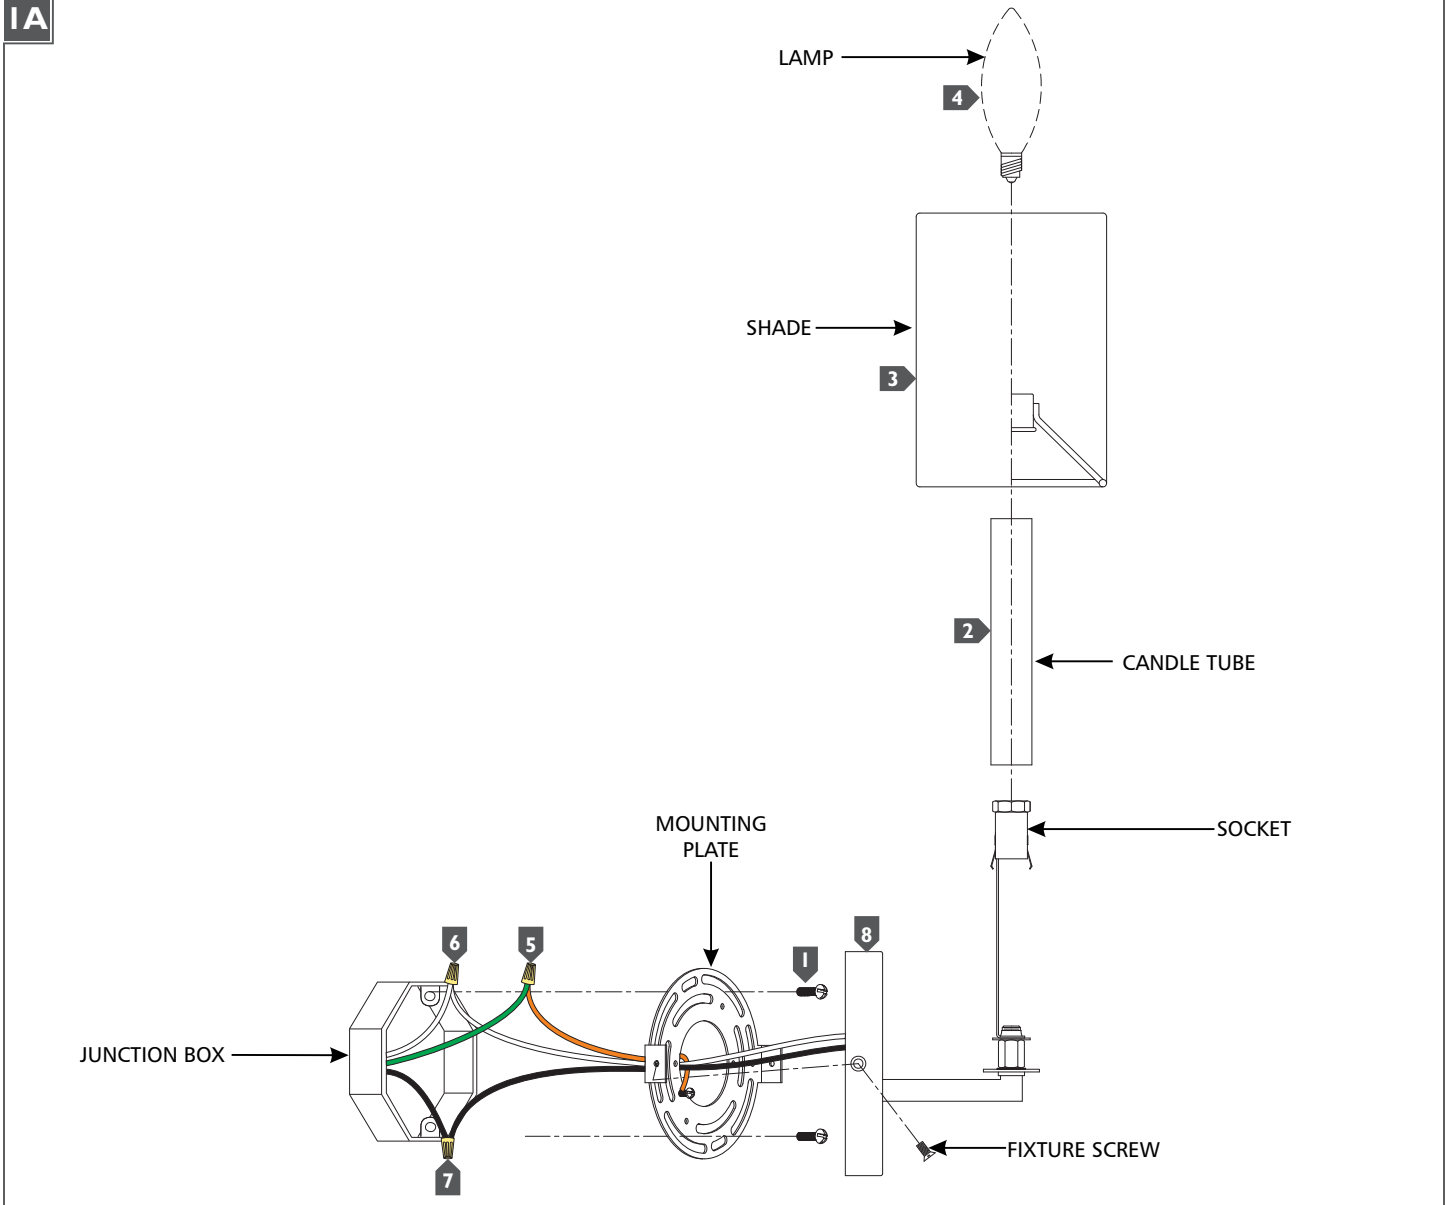 1A
LAMP
4
SHADE
3
2
CANDLE TUBE
MOUNTING
PLATE
SOCKET
6
5
1
8
JUNCTION BOX
FIXTURE SCREW
7